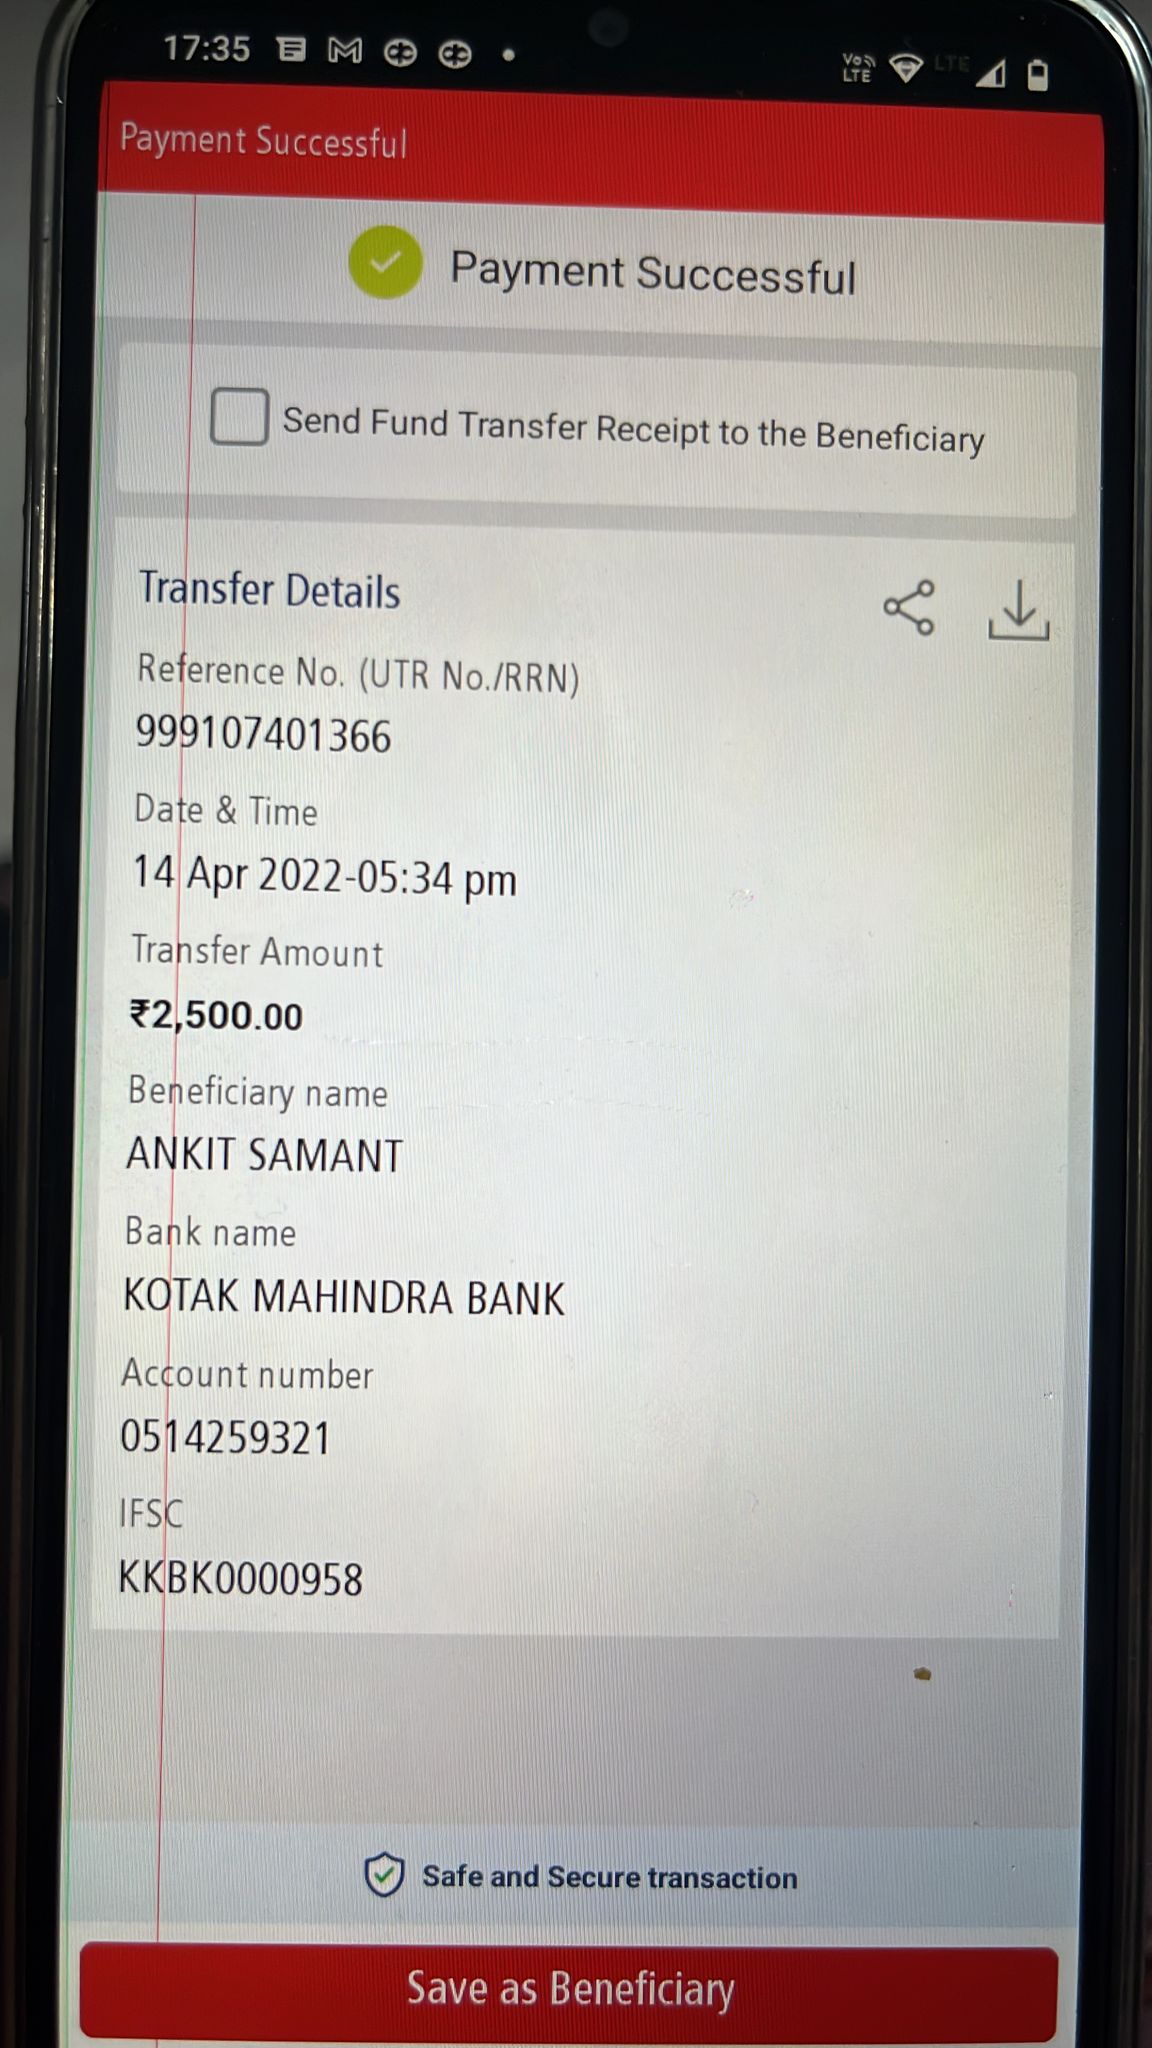 17:35
Vo LTE LTE
Payment Successful
Payment Successful
Send Fund Transfer Receipt to the Beneficiary
Transfer Details
Reference No. (UTR No./RRN)
999107401366
Date & Time
14 Apr 2022-05:34 pm
Transfer Amount
₹2,500.00
Beneficiary name
ANKIT SAMANT
Bank name
KOTAK MAHINDRA BANK
Account number
0514259321
IFSC
KKBK0000958
Safe and Secure transaction
Save as Beneficiary